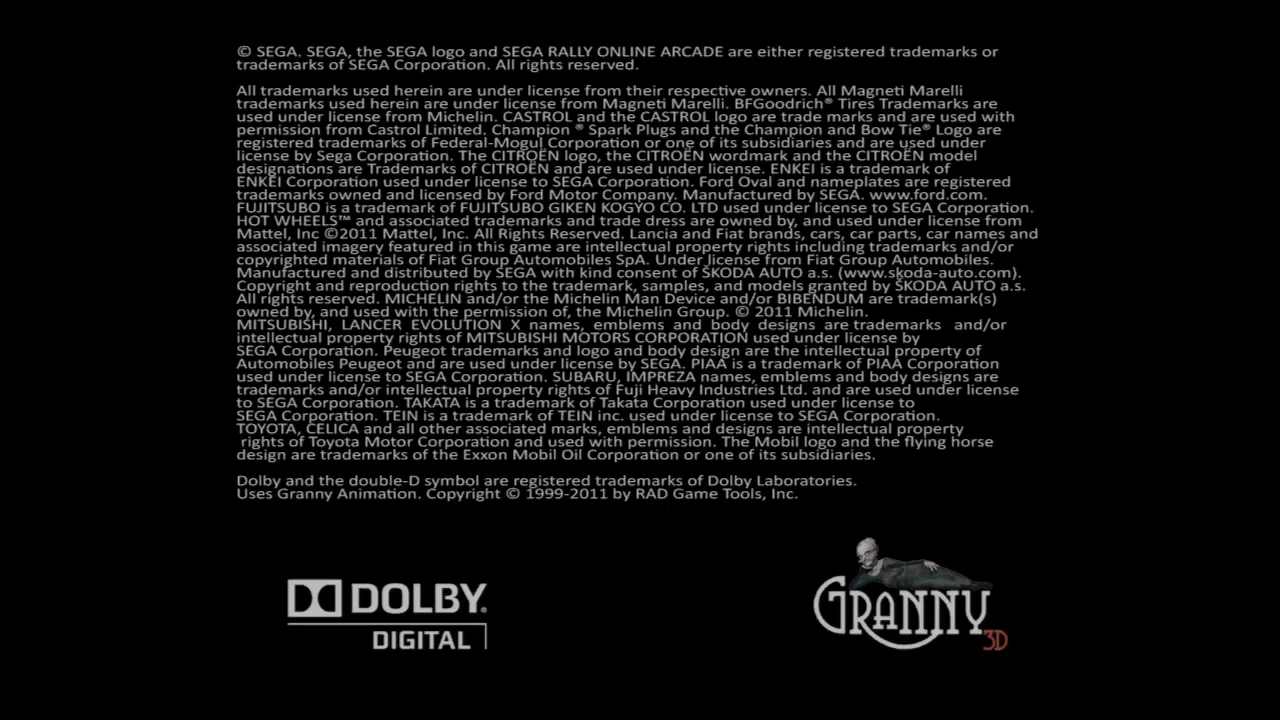 © SEGA. SEGA, the SEGA logo and SEGA RALLY ONLINE ARCADE are either registered trademarks or
trademarks of SEGA Corporation. All rights reserved.
All trademarks used herein are under license from their respective owners. All Magneti Marelli
trademarks used herein are under license from Magneti Marelli. BFGoodrich® Tires Trademarks are
used under license from Michelin. CASTROL and the CASTROL logo are trade marks and are used with
permission from Castrol Limited. Champion ® Spark Plugs and the Champion and Bow Tie® Logo are
registered trademarks of Federal-Mogul Corporation or one of its subsidiaries and are used under
license by Sega Corporation. The CITROËN logo, the CITROËN wordmark and the CITROËN model
designations are Trademarks of CITROËN and are used under license. ENKEI is a trademark of
ENKEI Corporation used under license to SEGA Corporation. Ford Oval and nameplates are registered
trademarks owned and licensed by Ford Motor Company. Manufactured by SEGA. www.ford.com.
FUJITSUBO is a trademark of FUJITSUBO GIKEN KOGYO CO. LTD used under license to SEGA Corporation.
HOT WHEELS™ and associated trademarks and trade dress are owned by, and used under license from
Mattel, Inc ©2011 Mattel, Inc. All Rights Reserved. Lancia and Fiat brands, cars, car parts, car names and
associated imagery featured in this game are intellectual property rights including trademarks and/or
copyrighted materials of Fiat Group Automobiles SpA. Under license from Fiat Group Automobiles.
Manufactured and distributed by SEGA with kind consent of ŠKODA AUTO a.s. (www.skoda-auto.com).
Copyright and reproduction rights to the trademark, samples, and models granted by ŠKODA AUTO a.s.
All rights reserved. MICHELIN and/or the Michelin Man Device and/or BIBENDUM are trademark(s)
owned by, and used with the permission of, the Michelin Group. © 2011 Michelin.
MITSUBISHI, LANCER EVOLUTION X names, emblems and body designs are trademarks and/or
intellectual property rights of MITSUBISHI MOTORS CORPORATION used under license by
SEGA Corporation. Peugeot trademarks and logo and body design are the intellectual property of
Automobiles Peugeot and are used under license by SEGA. PIAA is a trademark of PIAA Corporation
used under license to SEGA Corporation. SUBARU, IMPREZA names, emblems and body designs are
trademarks and/or intellectual property rights of Fuji Heavy Industries Ltd. and are used under license
to SEGA Corporation. TAKATA is a trademark of Takata Corporation used under license to
SEGA Corporation. TEIN is a trademark of TEIN inc. used under license to SEGA Corporation.
TOYOTA, CELICA and all other associated marks, emblems and designs are intellectual property
rights of Toyota Motor Corporation and used with permission. The Mobil logo and the flying horse
design are trademarks of the Exxon Mobil Oil Corporation or one of its subsidiaries.
Dolby and the double-D symbol are registered trademarks of Dolby Laboratories.
Uses Granny Animation. Copyright © 1999-2011 by RAD Game Tools, Inc.
DOLBY®
DIGITAL
GRANNY
3D